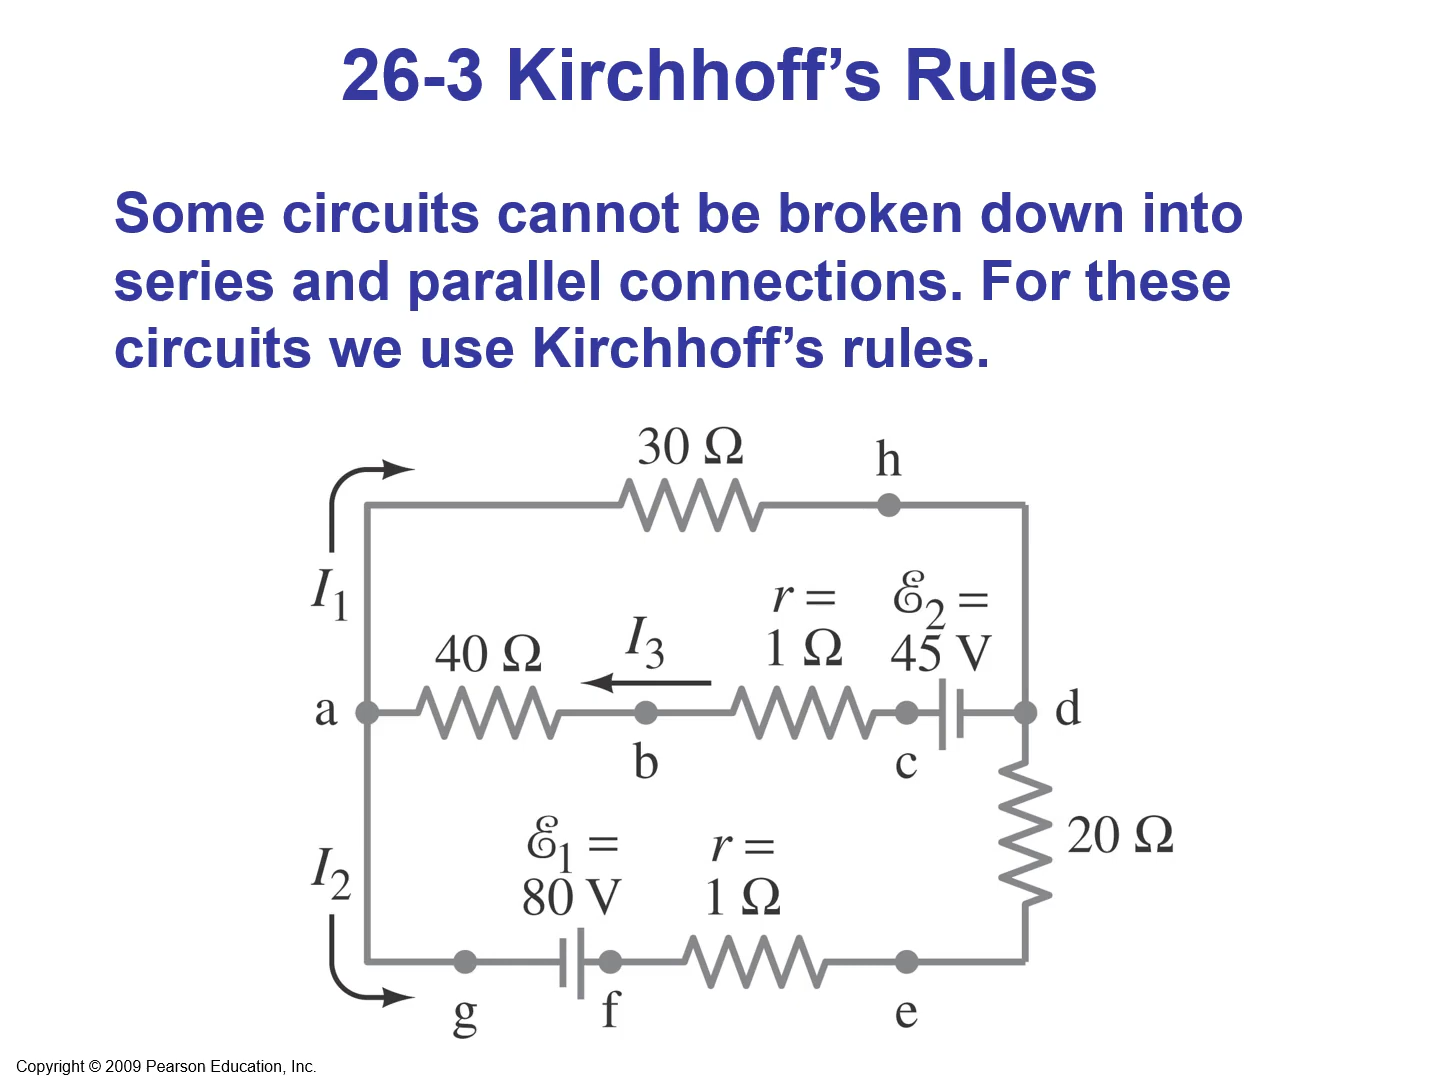 26-3 Kirchhoff’s Rules
Some circuits cannot be broken down into
series and parallel connections. For these
circuits we use Kirchhoff’s rules.
30 Ω
h
I1
r =
1 Ω
ℰ2 =
45 V
40 Ω
I3
a
b
c
d
20 Ω
I2
ℰ1 =
80 V
r =
1 Ω
g
f
e
Copyright © 2009 Pearson Education, Inc.